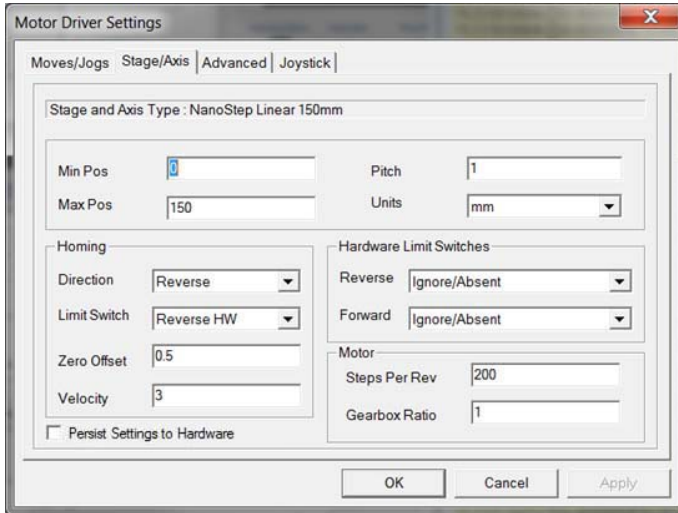 Motor Driver Settings
Moves/Jogs Stage/Axis Advanced Joystick
Stage and Axis Type : NanoStep Linear 150mm
Min Pos 0 Pitch 1
Max Pos 150 Units mm
Homing
Direction Reverse
Limit Switch Reverse HW
Zero Offset 0.5
Velocity 3
Persist Settings to Hardware
Hardware Limit Switches
Reverse Ignore/Absent
Forward Ignore/Absent
Motor
Steps Per Rev 200
Gearbox Ratio 1
OK Cancel Apply